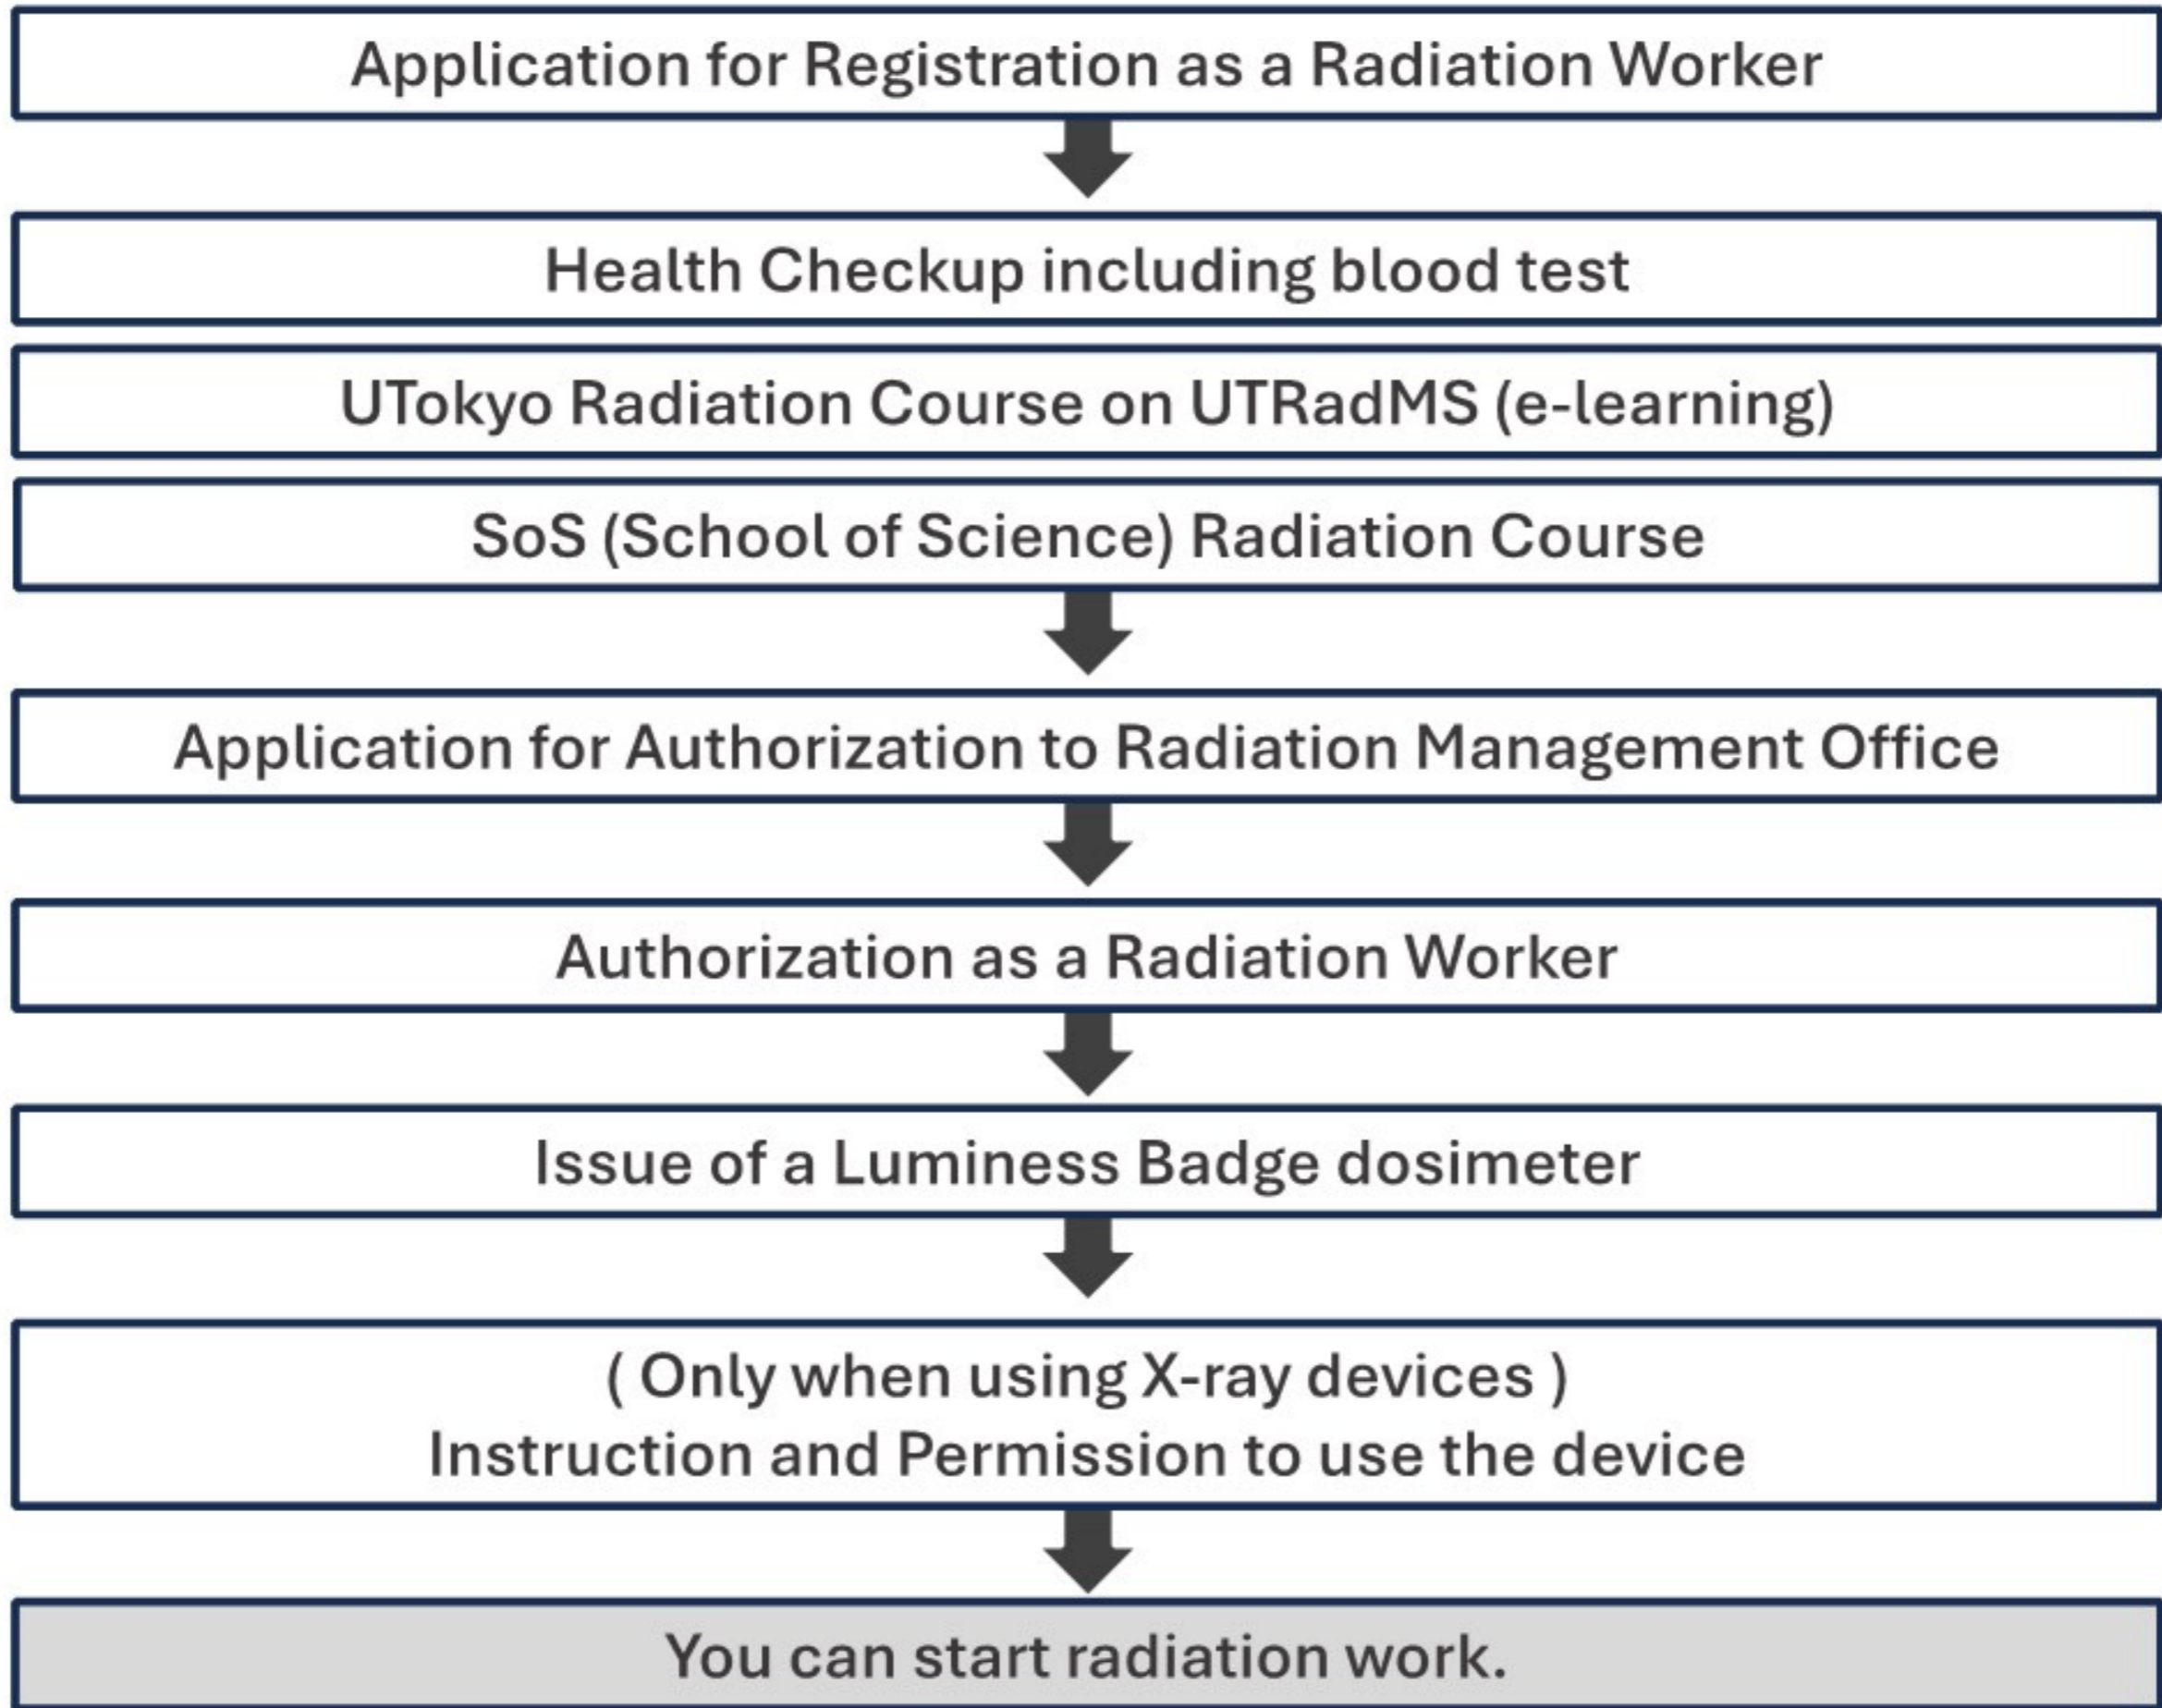 Application for Registration as a Radiation Worker
Health Checkup including blood test
UTokyo Radiation Course on UTRadMS (e-learning)
SoS (School of Science) Radiation Course
Application for Authorization to Radiation Management Office
Authorization as a Radiation Worker
Issue of a Luminess Badge dosimeter
( Only when using X-ray devices )
Instruction and Permission to use the device
You can start radiation work.